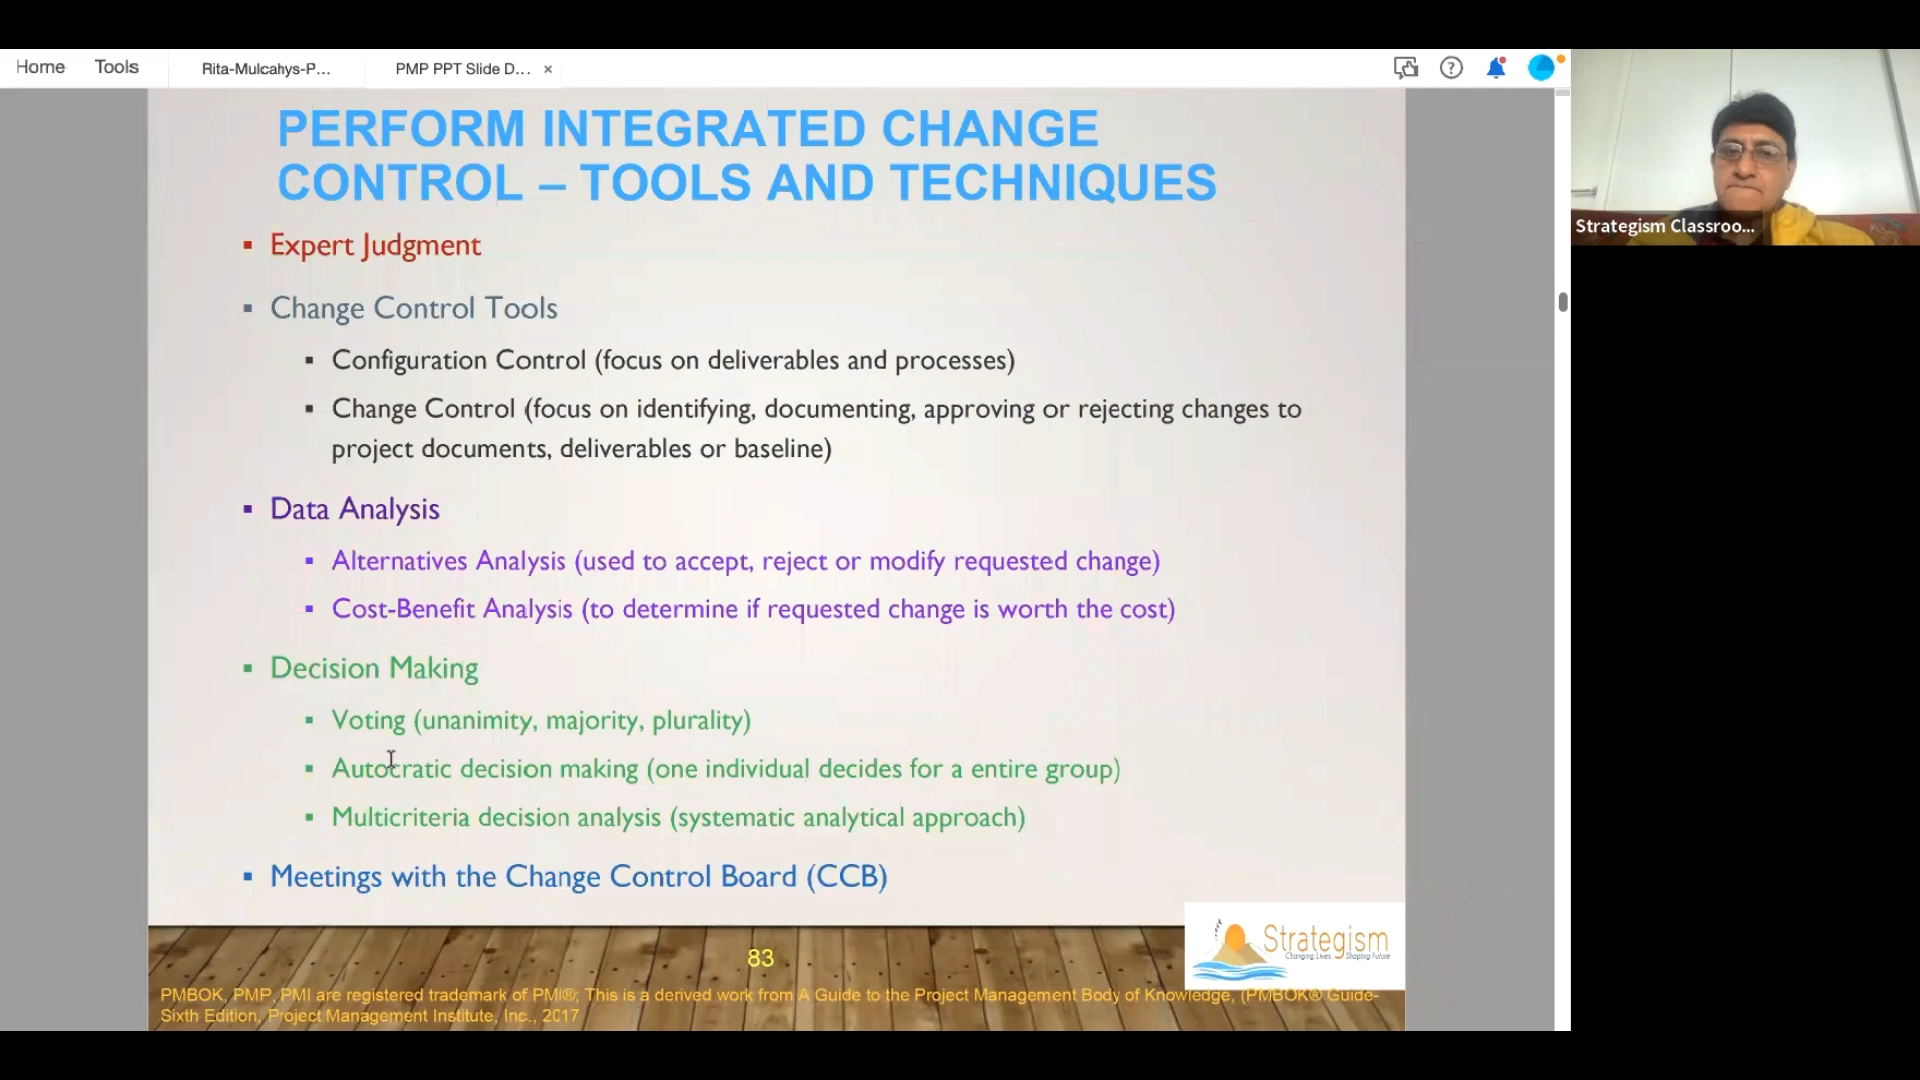 Home Tools Rita-Mulcahys-P... PMP PPT Slide D... ×
PERFORM INTEGRATED CHANGE
CONTROL – TOOLS AND TECHNIQUES
▪ Expert Judgment
▪ Change Control Tools
▪ Configuration Control (focus on deliverables and processes)
▪ Change Control (focus on identifying, documenting, approving or rejecting changes to
project documents, deliverables or baseline)
▪ Data Analysis
▪ Alternatives Analysis (used to accept, reject or modify requested change)
▪ Cost-Benefit Analysis (to determine if requested change is worth the cost)
▪ Decision Making
▪ Voting (unanimity, majority, plurality)
▪ Autocratic decision making (one individual decides for a entire group)
▪ Multicriteria decision analysis (systematic analytical approach)
▪ Meetings with the Change Control Board (CCB)
Strategism
Changing Lives. Shaping Future
83
PMBOK, PMP, PMI are registered trademark of PMI®; This is a derived work from A Guide to the Project Management Body of Knowledge, (PMBOK® Guide-
Sixth Edition, Project Management Institute, Inc., 2017
Strategism Classroo...